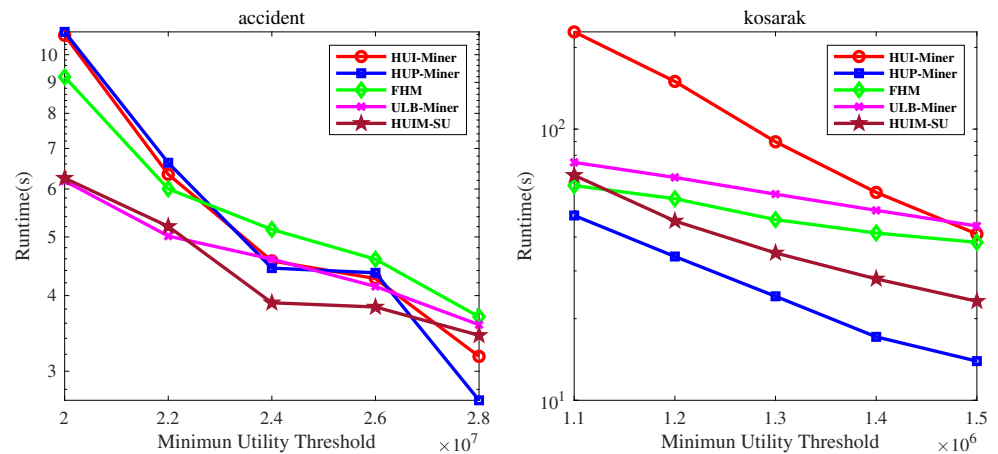 accident
10
9
8
7
6
5
4
3
Runtime(s)
HUI-Miner
HUP-Miner
FHM
ULB-Miner
HUIM-SU
2 2.2 2.4 2.6 2.8
Minimun Utility Threshold ×10^7
kosarak
10^2
10^1
Runtime(s)
HUI-Miner
HUP-Miner
FHM
ULB-Miner
HUIM-SU
1.1 1.2 1.3 1.4 1.5
Minimun Utility Threshold ×10^6